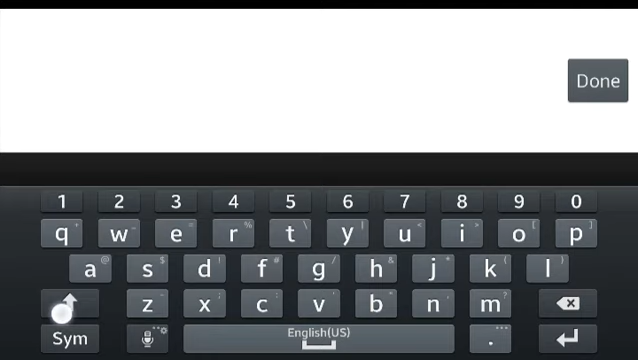 Done
1 2 3 4 5 6 7 8 9 0
q + w - e = r % t \ y | u < i > o [ p ]
a @ s $ d ! f # g / h & j * k ( l )
z x c v b n m
Sym English(US) .